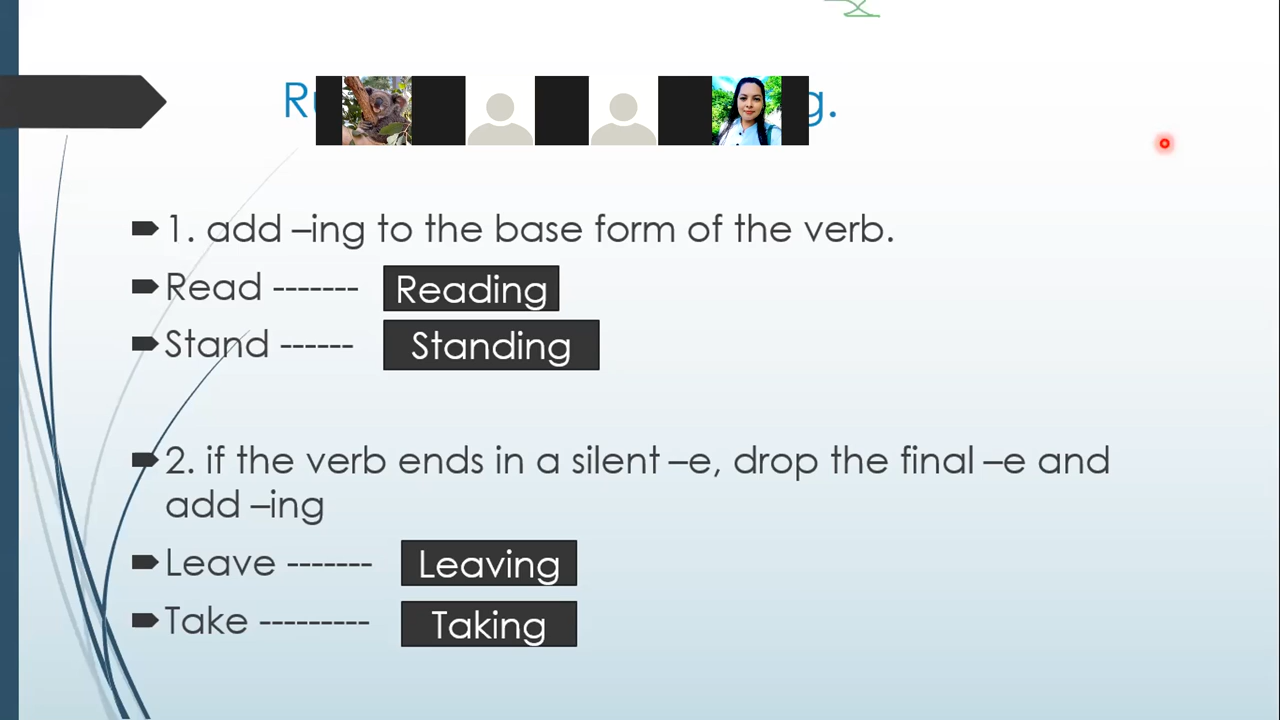 1. add –ing to the base form of the verb.
Read ------- Reading
Stand ------ Standing
2. if the verb ends in a silent –e, drop the final –e and
add –ing
Leave ------- Leaving
Take --------- Taking